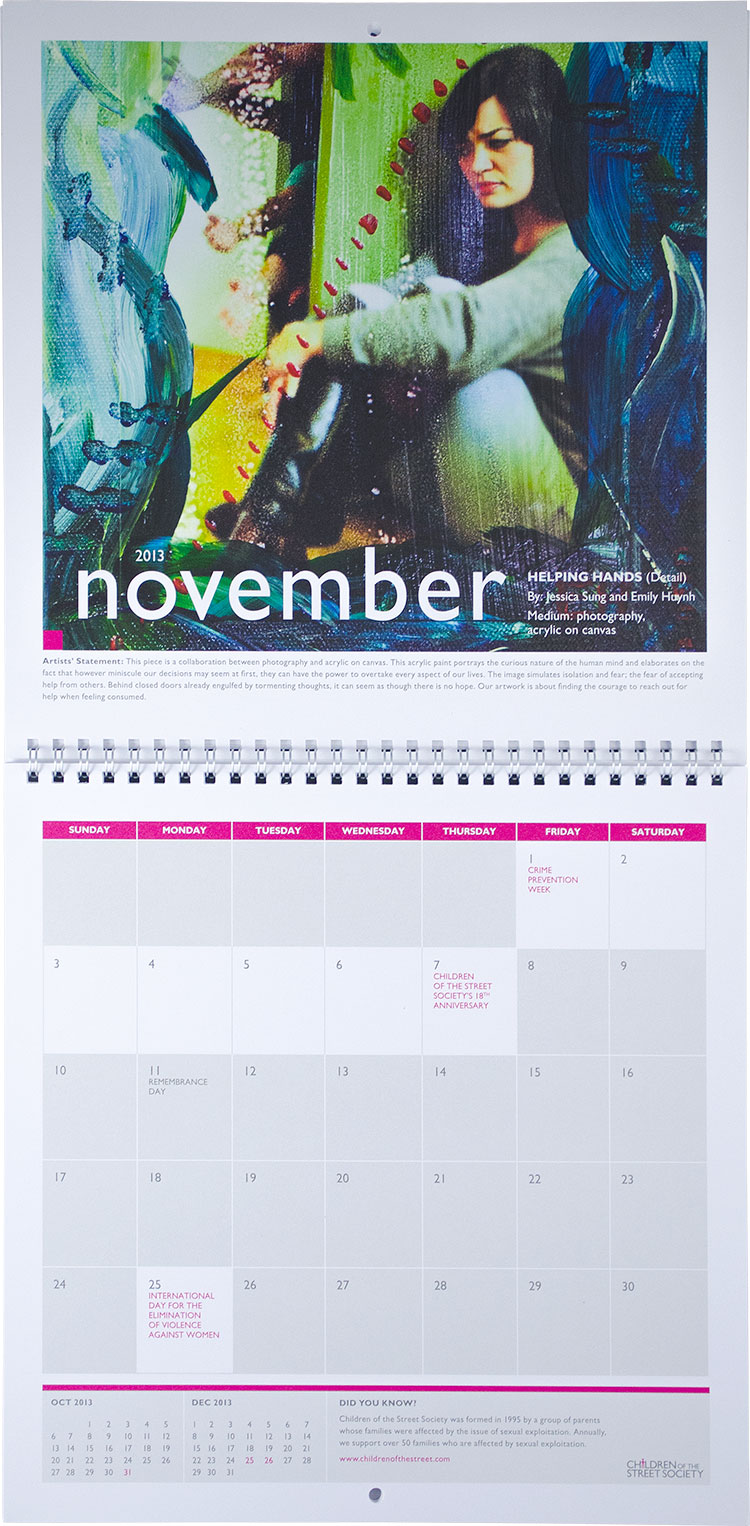 2013
november
HELPING HANDS (Detail)
By: Jessica Sung and Emily Huynh
Medium: photography,
acrylic on canvas
Artists' Statement: This piece is a collaboration between photography and acrylic on canvas. This acrylic paint portrays the curious nature of the human mind and elaborates on the
fact that however miniscule our decisions may seem at first, they can have the power to overtake every aspect of our lives. The image simulates isolation and fear; the fear of accepting
help from others. Behind closed doors already engulfed by tormenting thoughts, it can seem as though there is no hope. Our artwork is about finding the courage to reach out for
help when feeling consumed.
SUNDAY MONDAY TUESDAY WEDNESDAY THURSDAY FRIDAY SATURDAY
1 2
CRIME
PREVENTION
WEEK
3 4 5 6 7 8 9
CHILDREN
OF THE STREET
SOCIETY'S 18TH
ANNIVERSARY
10 11 12 13 14 15 16
REMEMBRANCE
DAY
17 18 19 20 21 22 23
24 25 26 27 28 29 30
INTERNATIONAL
DAY FOR THE
ELIMINATION
OF VIOLENCE
AGAINST WOMEN
OCT 2013
1 2 3 4 5
6 7 8 9 10 11 12
13 14 15 16 17 18 19
20 21 22 23 24 25 26
27 28 29 30 31
DEC 2013
1 2 3 4 5 6 7
8 9 10 11 12 13 14
15 16 17 18 19 20 21
22 23 24 25 26 27 28
29 30 31
DID YOU KNOW?
Children of the Street Society was formed in 1995 by a group of parents
whose families were affected by the issue of sexual exploitation. Annually,
we support over 50 families who are affected by sexual exploitation.
www.childrenofthestreet.com
CHILDREN OF THE
STREET SOCIETY